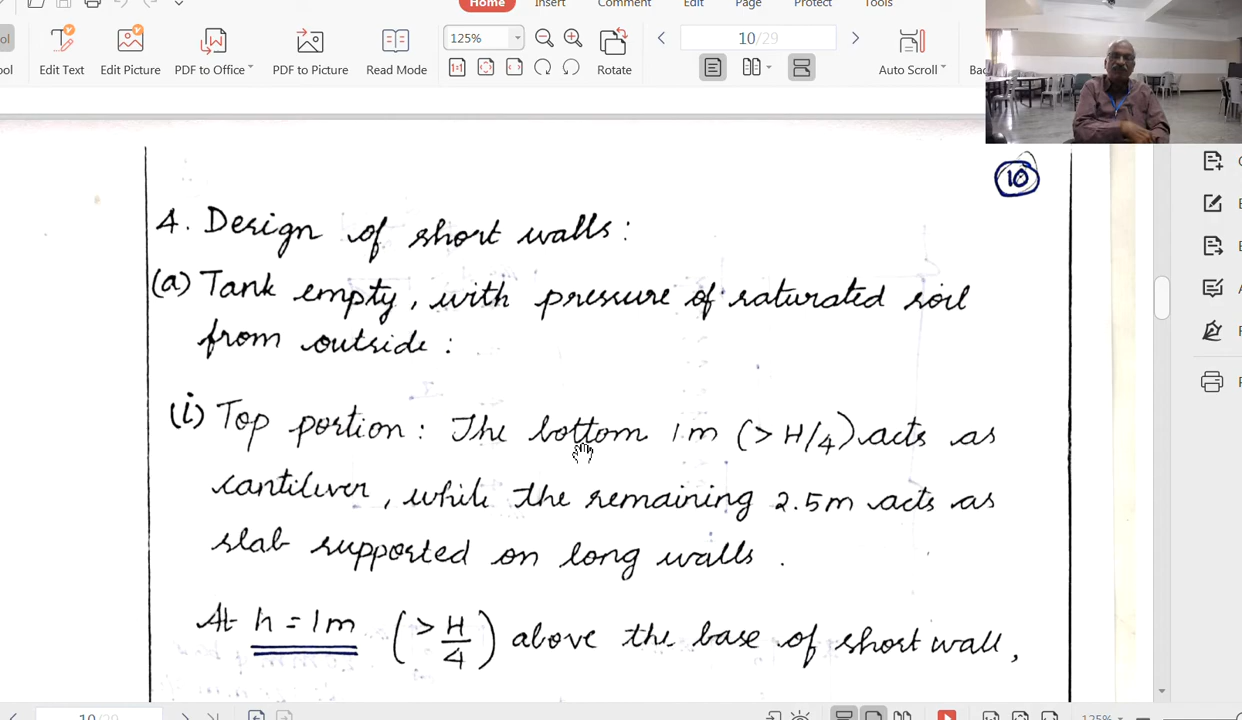 Home Insert Comment Edit Page Protect Tools
125% 10/29
Edit Text Edit Picture PDF to Office PDF to Picture Read Mode Rotate Auto Scroll
10
4. Design of short walls:
(a) Tank empty, with pressure of saturated soil
from outside:
(i) Top portion: The bottom 1m (> H/4) acts as
cantilever, while the remaining 2.5m acts as
slab supported on long walls.
At h = 1m (> H/4) above the base of short wall,
10/29 125%